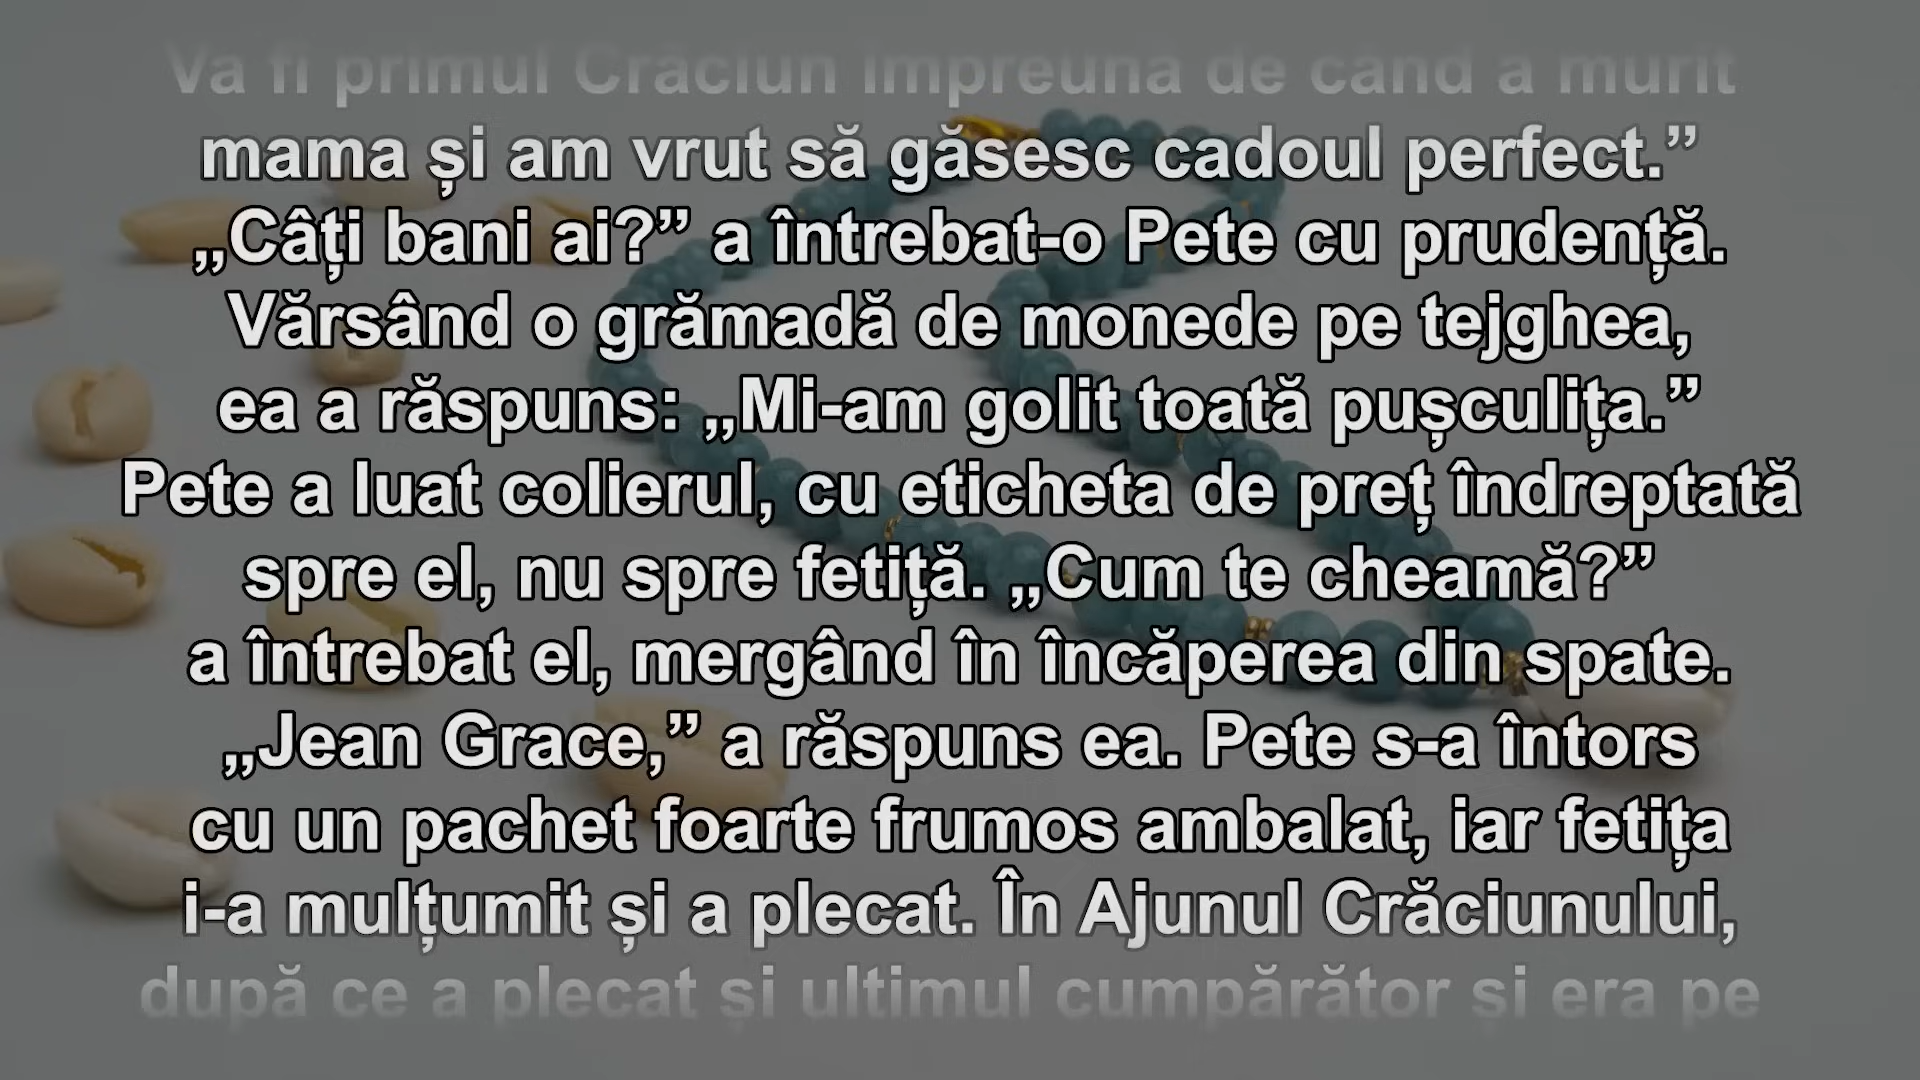 Va fi primul Crăciun împreună de când a murit
mama și am vrut să găsesc cadoul perfect.”
„Câți bani ai?” a întrebat-o Pete cu prudență.
Vărsând o grămadă de monede pe tejghea,
ea a răspuns: „Mi-am golit toată pușculița.”
Pete a luat colierul, cu eticheta de preț îndreptată
spre el, nu spre fetiță. „Cum te cheamă?”
a întrebat el, mergând în încăperea din spate.
„Jean Grace,” a răspuns ea. Pete s-a întors
cu un pachet foarte frumos ambalat, iar fetița
i-a mulțumit și a plecat. În Ajunul Crăciunului,
după ce a plecat și ultimul cumpărător și era pe